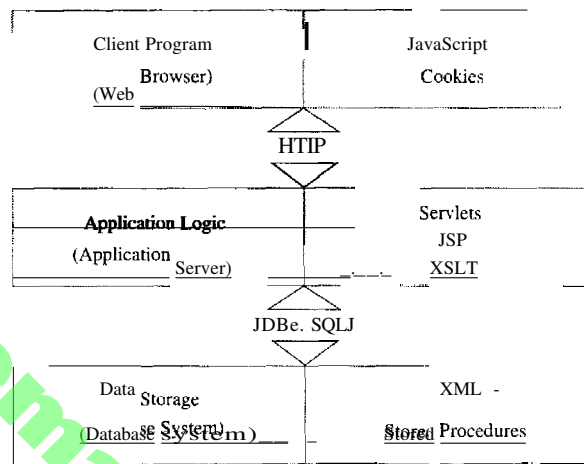 Client Program
JavaScript
Browser)
Cookies
(Web
HTIP
Application Logic
Servlets
(Application
JSP
Server)
XSLT
JDBe. SQLJ
Data Storage
XML -
(Database System)
Stored Procedures